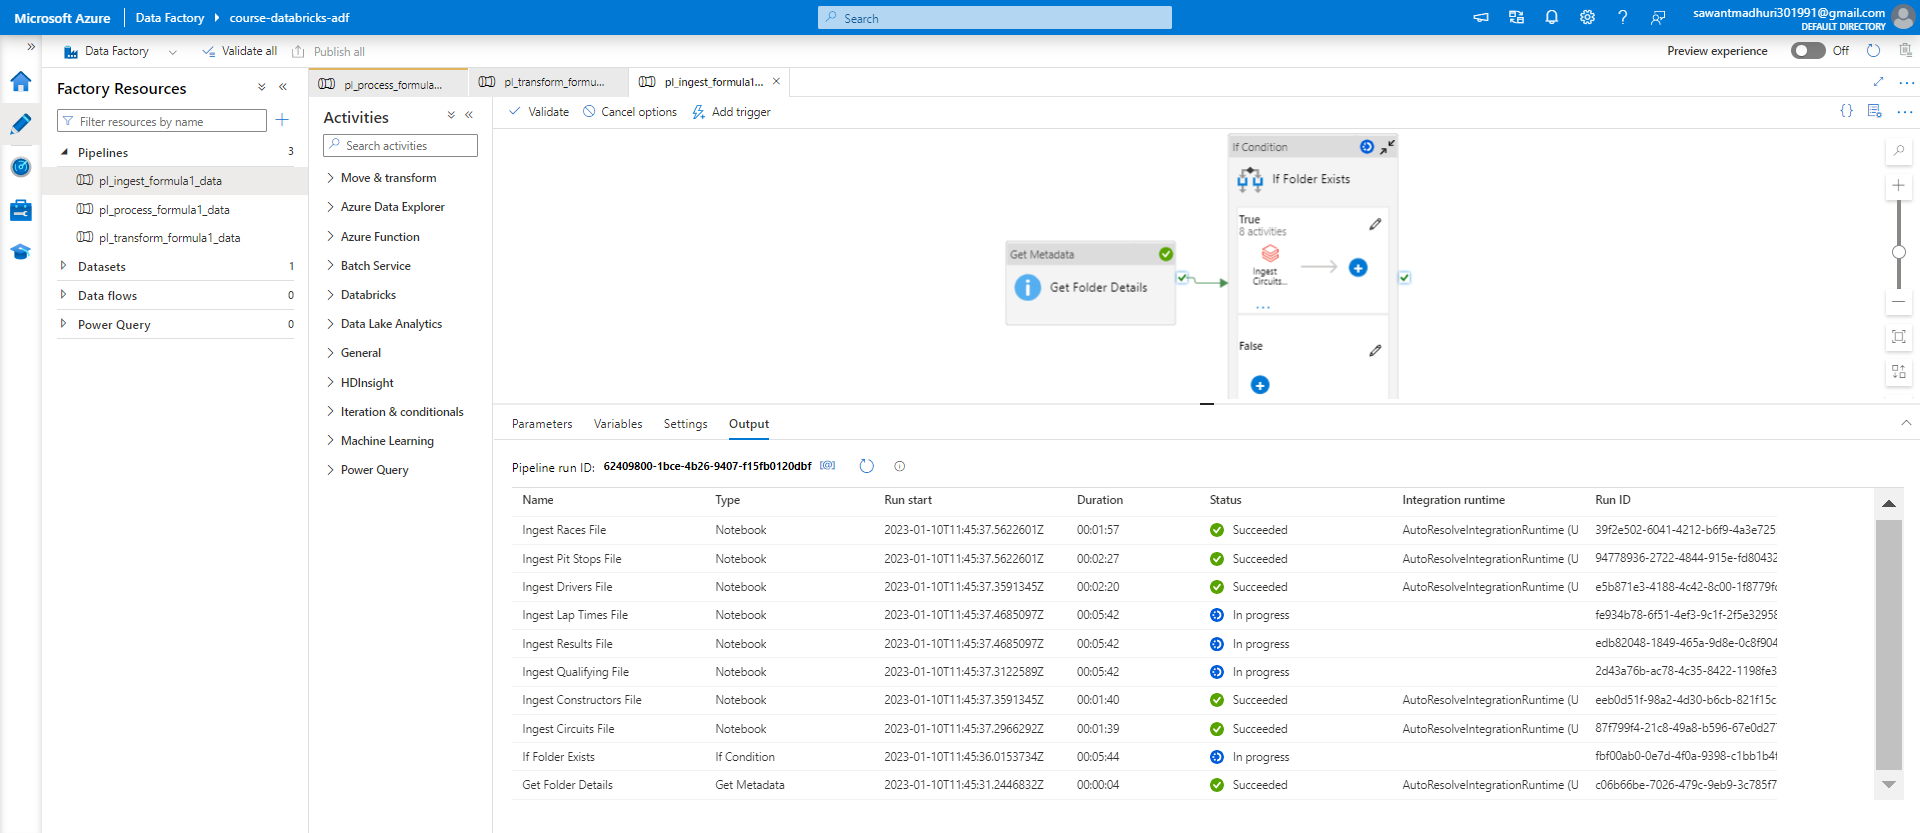 Microsoft Azure Data Factory course-databricks-adf Search sawantmadhuri301991@gmail.com
DEFAULT DIRECTORY
Data Factory Validate all Publish all Preview experience Off
Factory Resources
Filter resources by name
Pipelines 3
pl_ingest_formula1_data
pl_process_formula1_data
pl_transform_formula1_data
Datasets 1
Data flows 0
Power Query 0
pl_process_formula... pl_transform_formu... pl_ingest_formula1...
Activities
Search activities
Move & transform
Azure Data Explorer
Azure Function
Batch Service
Databricks
Data Lake Analytics
General
HDInsight
Iteration & conditionals
Machine Learning
Power Query
Validate Cancel options Add trigger
Get Metadata
Get Folder Details
If Condition
If Folder Exists
True
8 activities
Ingest
Circuits...
...
False
Parameters Variables Settings Output
Pipeline run ID: 62409800-1bce-4b26-9407-f15fb0120dbf
Name Type Run start Duration Status Integration runtime Run ID
Ingest Races File Notebook 2023-01-10T11:45:37.5622601Z 00:01:57 Succeeded AutoResolveIntegrationRuntime (U 39f2e502-6041-4212-b6f9-4a3e725
Ingest Pit Stops File Notebook 2023-01-10T11:45:37.5622601Z 00:02:27 Succeeded AutoResolveIntegrationRuntime (U 94778936-2722-4844-915e-fd80432
Ingest Drivers File Notebook 2023-01-10T11:45:37.3591345Z 00:02:20 Succeeded AutoResolveIntegrationRuntime (U e5b871e3-4188-4c42-8c00-1f8779f
Ingest Lap Times File Notebook 2023-01-10T11:45:37.4685097Z 00:05:42 In progress fe934b78-6f51-4ef3-9c1f-2f5e32958
Ingest Results File Notebook 2023-01-10T11:45:37.4685097Z 00:05:42 In progress edb82048-1849-465a-9d8e-0c8f904
Ingest Qualifying File Notebook 2023-01-10T11:45:37.3122589Z 00:05:42 In progress 2d43a76b-ac78-4c35-8422-1198fe3
Ingest Constructors File Notebook 2023-01-10T11:45:37.3591345Z 00:01:40 Succeeded AutoResolveIntegrationRuntime (U eeb0d51f-98a2-4d30-b6cb-821f15c
Ingest Circuits File Notebook 2023-01-10T11:45:37.2966292Z 00:01:39 Succeeded AutoResolveIntegrationRuntime (U 87f799f4-21c8-49a8-b596-67e0d27
If Folder Exists If Condition 2023-01-10T11:45:36.0153734Z 00:05:44 In progress fbf00ab0-0e7d-4f0a-9398-c1bb1b4f
Get Folder Details Get Metadata 2023-01-10T11:45:31.2446832Z 00:00:04 Succeeded AutoResolveIntegrationRuntime (U c06b66be-7026-479c-9eb9-3c785f7